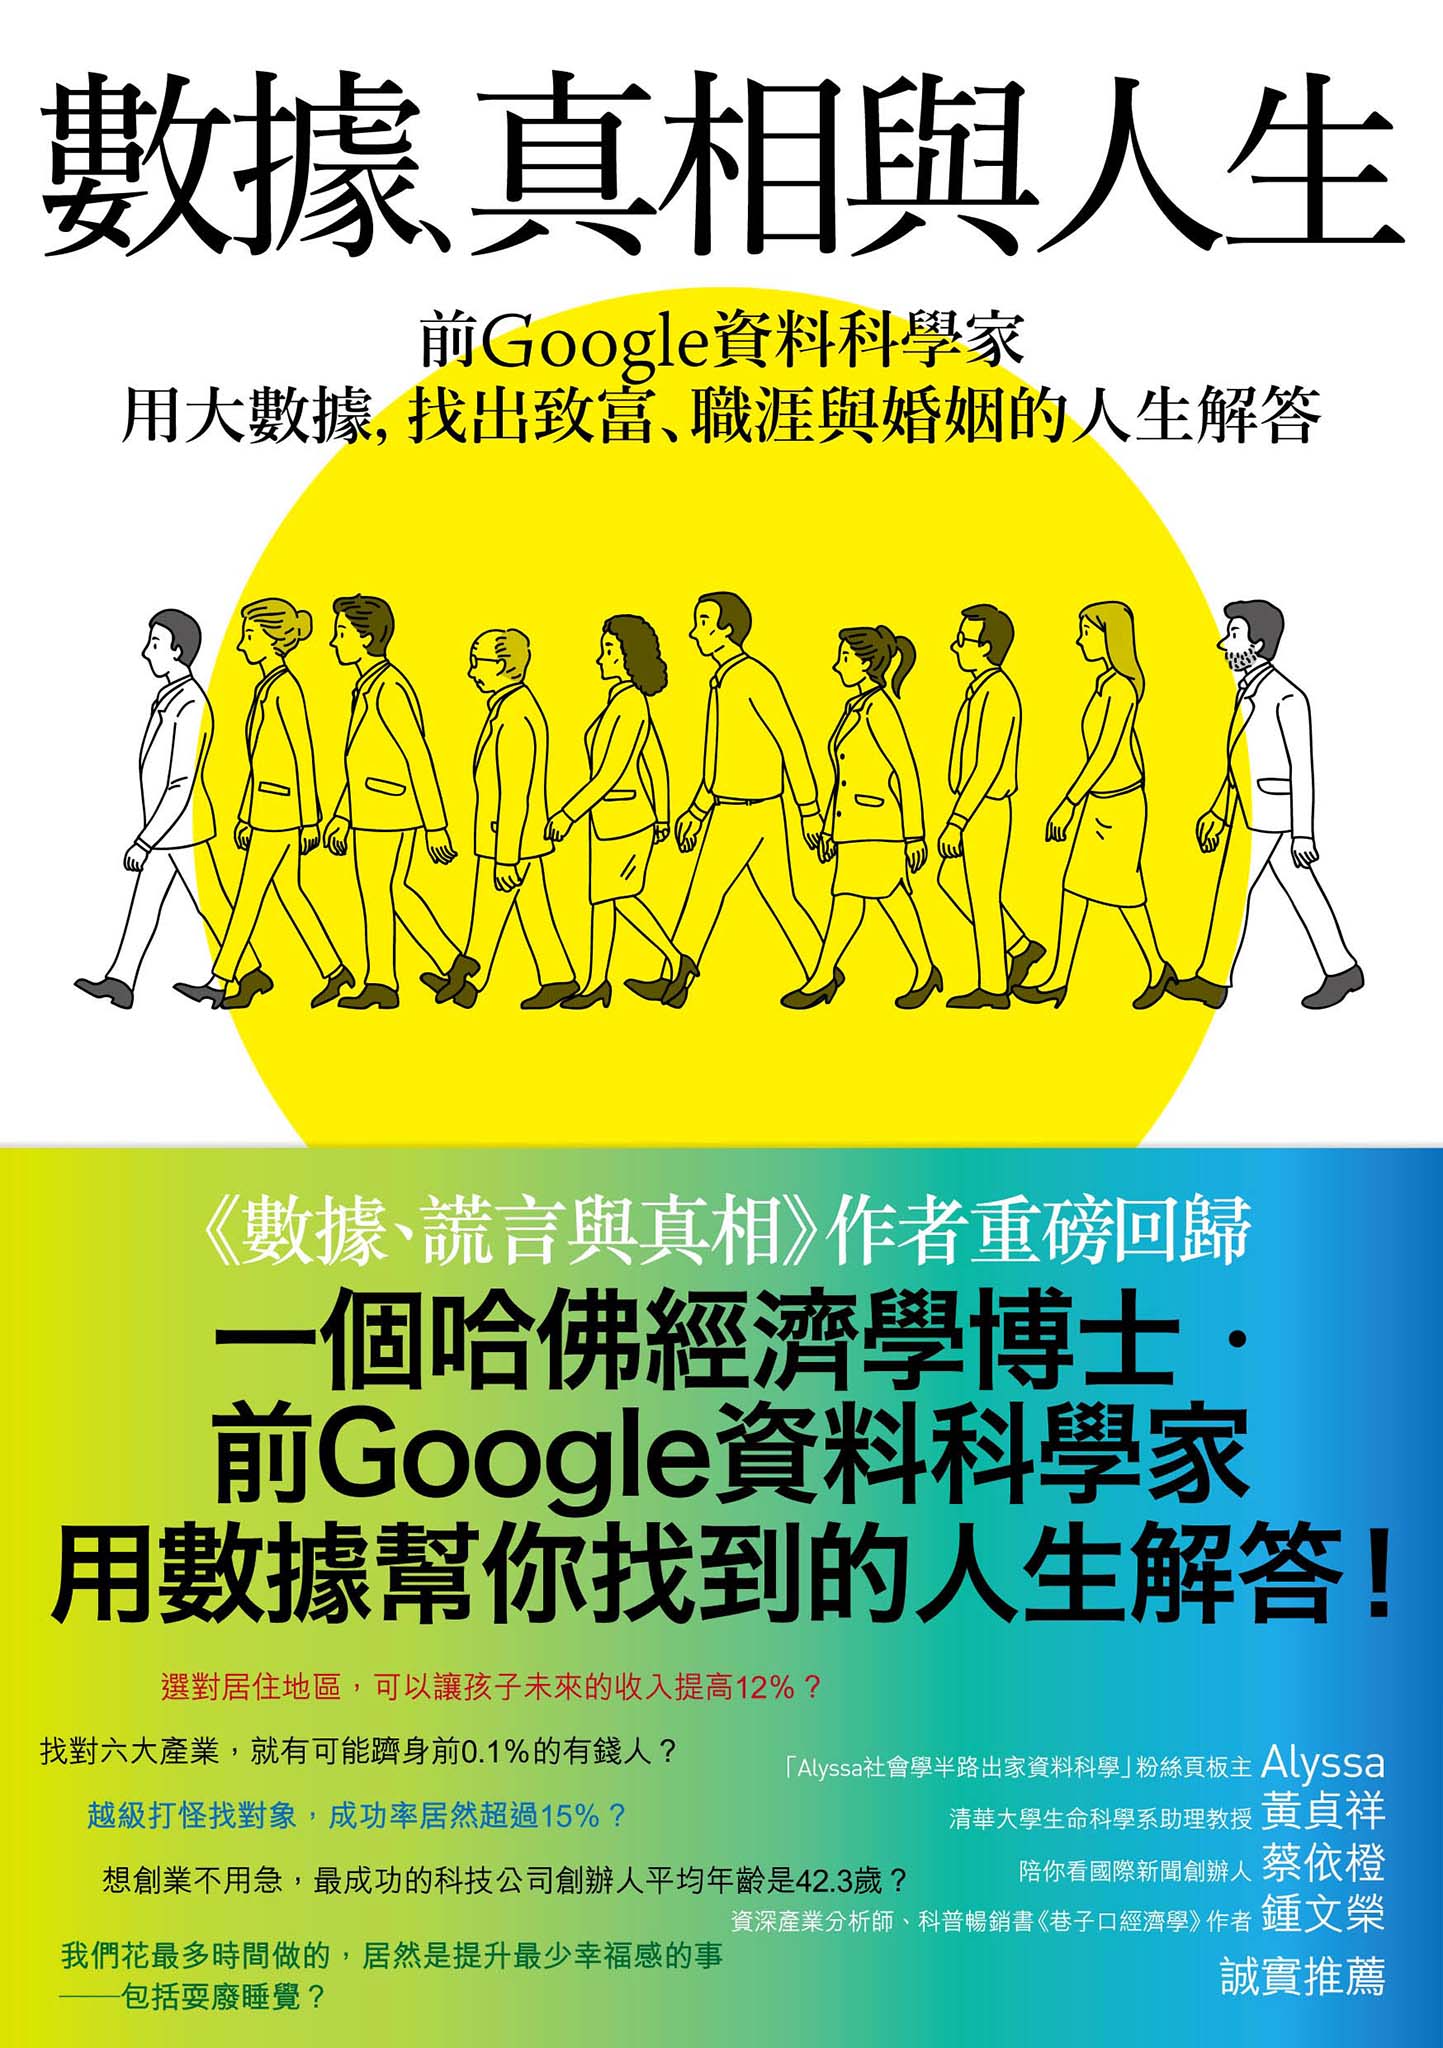 數據、真相與人生
前Google資料科學家
用大數據,找出致富、職涯與婚姻的人生解答
《數據、謊言與真相》作者重磅回歸
一個哈佛經濟學博士・
前Google資料科學家
用數據幫你找到的人生解答！
選對居住地區，可以讓孩子未來的收入提高12%？
找對六大產業，就有可能躋身前0.1%的有錢人？
越級打怪找對象，成功率居然超過15%？
想創業不用急，最成功的科技公司創辦人平均年齡是42.3歲？
我們花最多時間做的，居然是提升最少幸福感的事
——包括耍廢睡覺？
「Alyssa社會學半路出家資料科學」粉絲頁板主 Alyssa
清華大學生命科學系助理教授 黃貞祥
陪你看國際新聞創辦人 蔡依橙
資深產業分析師、科普暢銷書《巷子口經濟學》作者 鍾文榮
誠實推薦